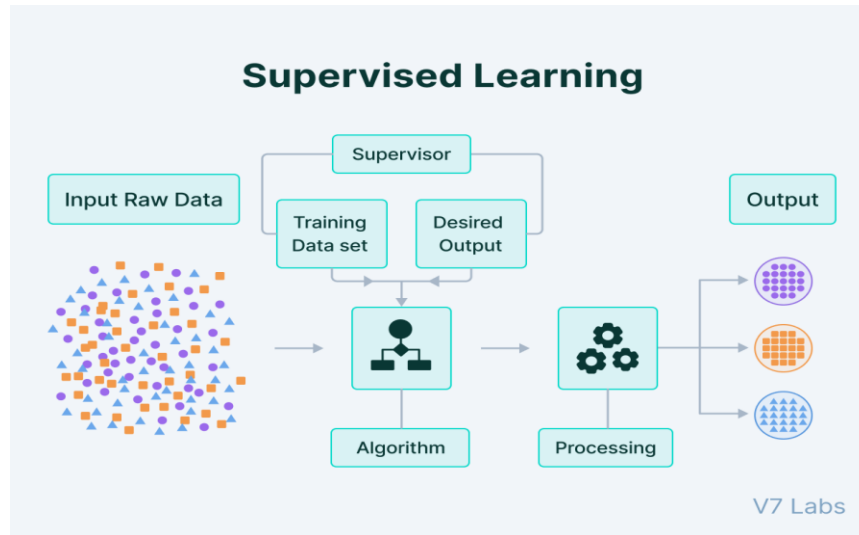 Supervised Learning
Supervisor
Input Raw Data
Training
Data set
Desired
Output
Output
Algorithm
Processing
V7 Labs